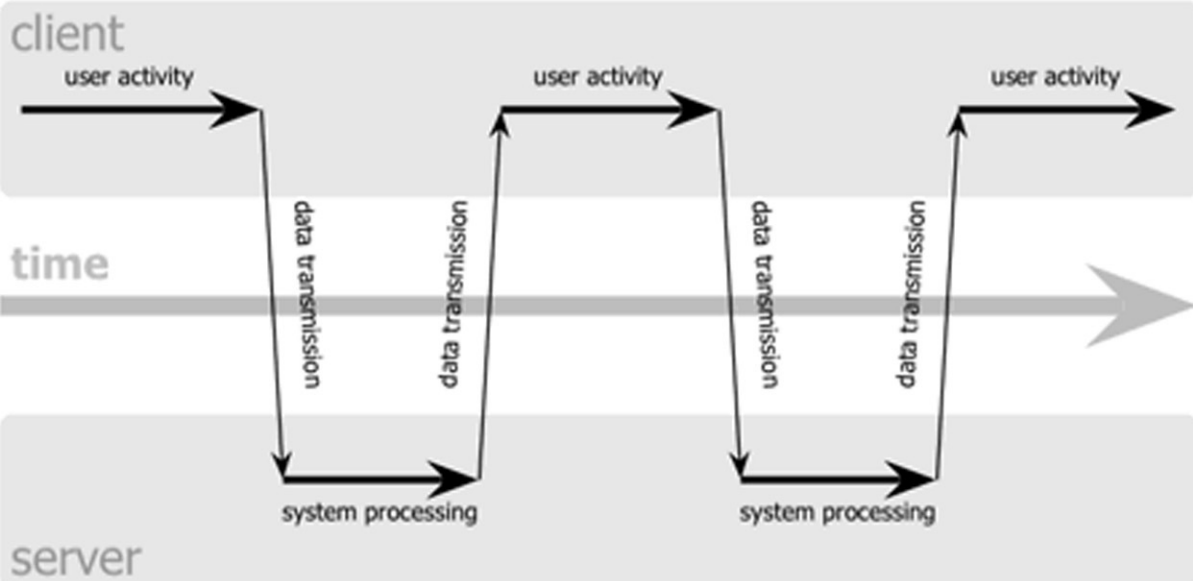 client
user activity
user activity
user activity
data transmission
data transmission
data transmission
data transmission
time
system processing
system processing
server